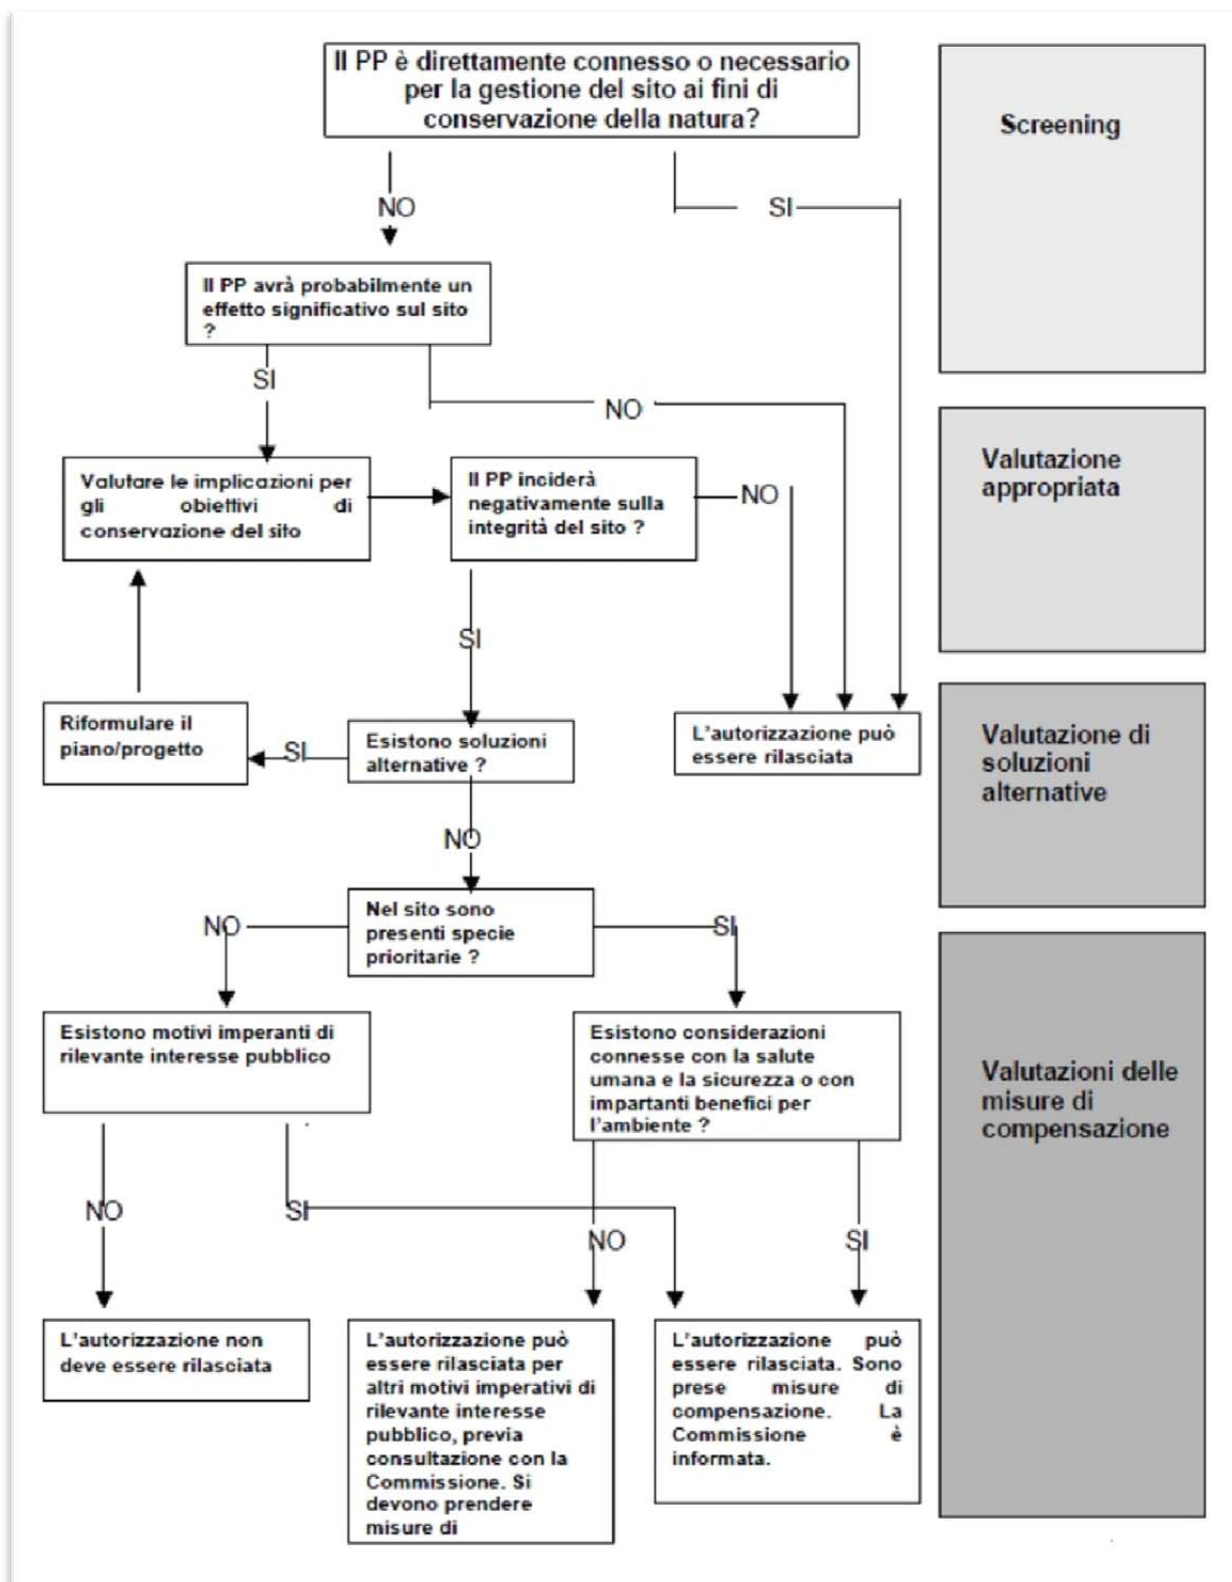 Il PP è direttamente connesso o necessario
per la gestione del sito ai fini di
conservazione della natura?
Screening
NO
SI
Il PP avrà probabilmente un
effetto significativo sul sito
?
SI
NO
Valutazione
appropriata
Valutare le implicazioni per
gli obiettivi di
conservazione del sito
Il PP inciderà
negativamente sulla
integrità del sito ?
NO
SI
Riformulare il
piano/progetto
SI
Esistono soluzioni
alternative ?
L'autorizzazione può
essere rilasciata
Valutazione di
soluzioni
alternative
NO
Nel sito sono
presenti specie
prioritarie ?
NO
SI
Esistono motivi imperanti di
rilevante interesse pubblico
Esistono considerazioni
connesse con la salute
umana e la sicurezza o con
impartanti benefici per
l'ambiente ?
Valutazioni delle
misure di
compensazione
NO
SI
NO
SI
L'autorizzazione non
deve essere rilasciata
L'autorizzazione può
essere rilasciata per
altri motivi imperativi di
rilevante interesse
pubblico, previa
consultazione con la
Commissione. Si
devono prendere
misure di
L'autorizzazione può
essere rilasciata. Sono
prese misure di
compensazione. La
Commissione è
informata.